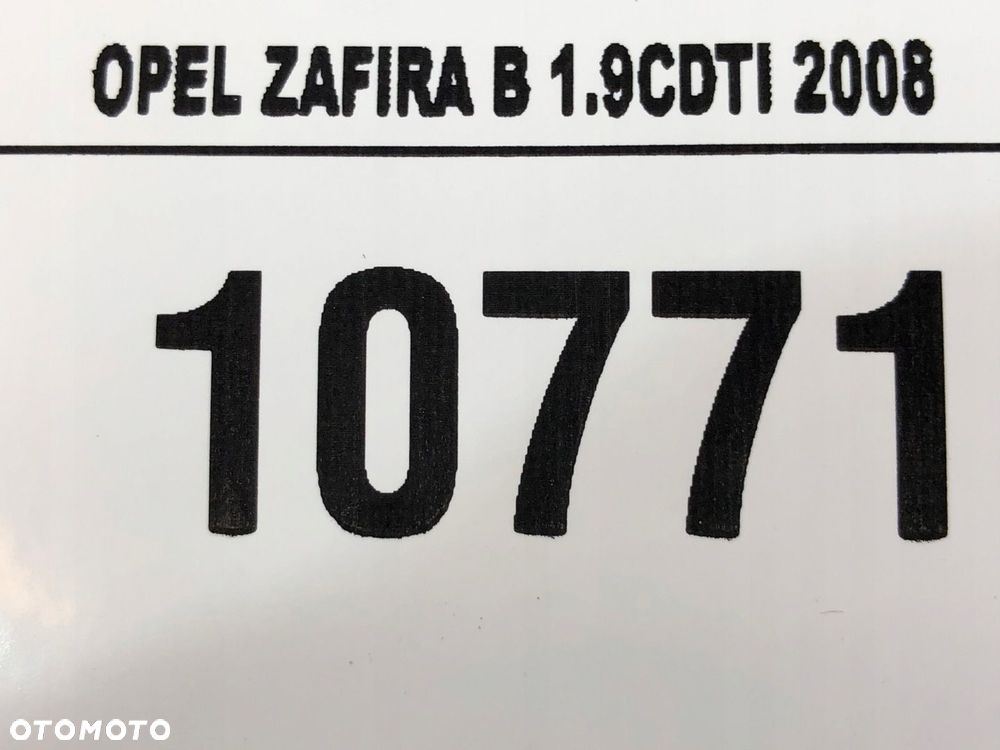 OPEL ZAFIRA B 1.9CDTI 2008
10771
OTOMOTO